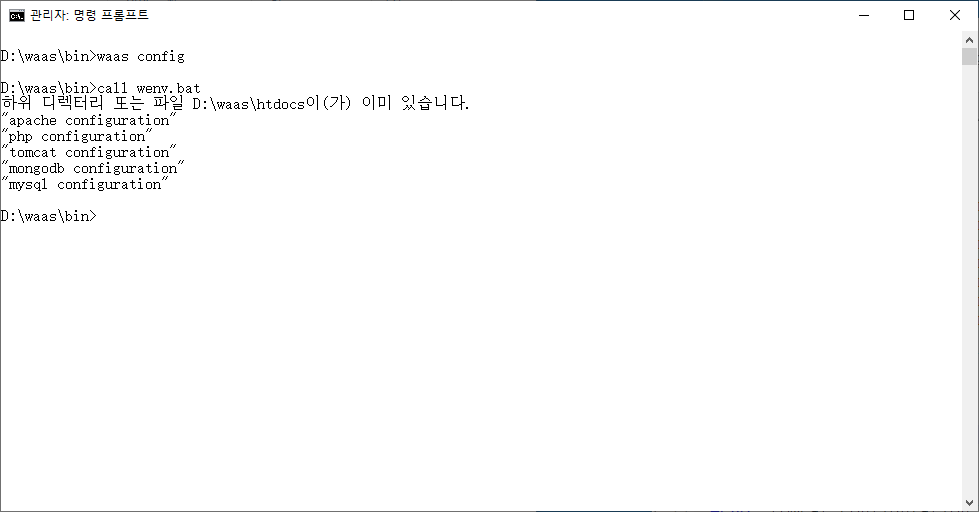 관리자: 명령 프롬프트
D:\waas\bin>waas config
D:\waas\bin>call wenv.bat
하위 디렉터리 또는 파일 D:\waas\htdocs이(가) 이미 있습니다.
"apache configuration"
"php configuration"
"tomcat configuration"
"mongodb configuration"
"mysql configuration"
D:\waas\bin>